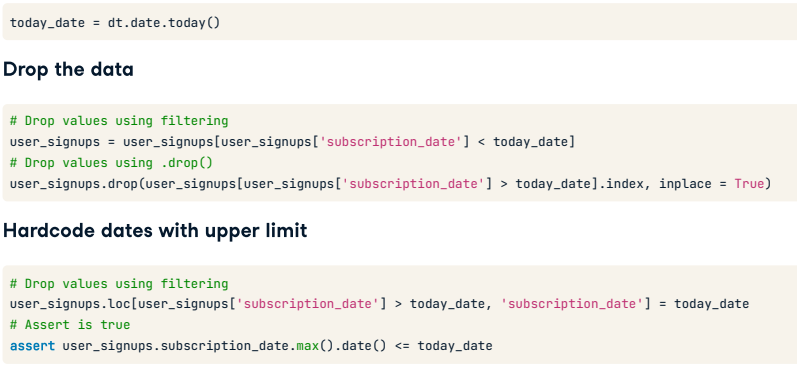 today_date = dt.date.today()
Drop the data
# Drop values using filtering
user_signups = user_signups[user_signups['subscription_date'] < today_date]
# Drop values using .drop()
user_signups.drop(user_signups[user_signups['subscription_date'] > today_date].index, inplace = True)
Hardcode dates with upper limit
# Drop values using filtering
user_signups.loc[user_signups['subscription_date'] > today_date, 'subscription_date'] = today_date
# Assert is true
assert user_signups.subscription_date.max().date() <= today_date